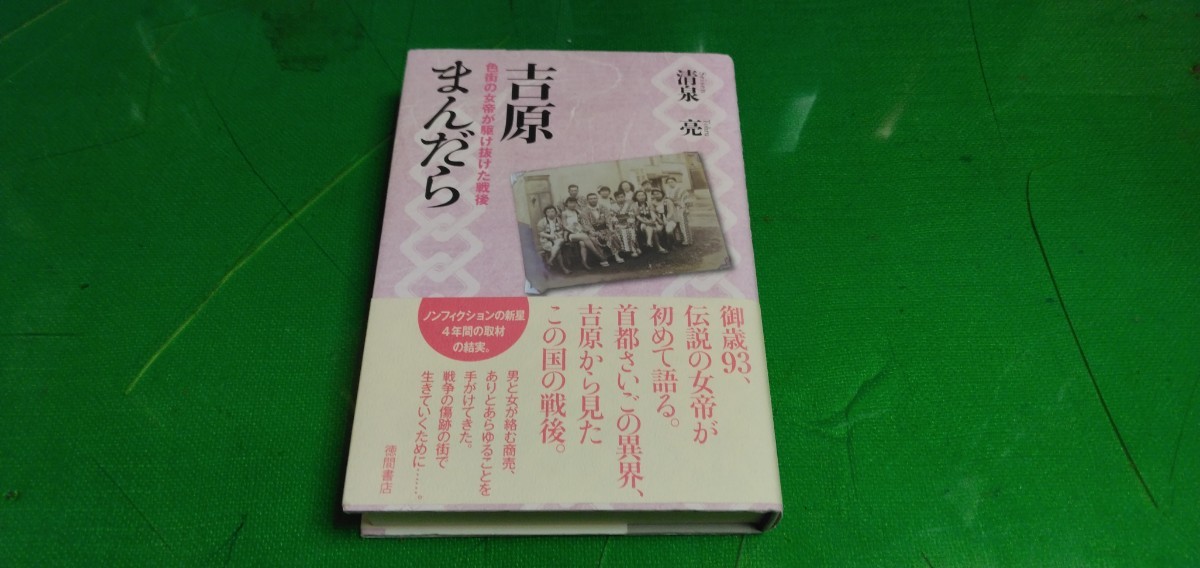 吉原
まんだら
色街の女帝が駆け抜けた戦後
清泉 亮
御歳93、
伝説の女帝が
初めて語る。
首都さいごの異界、
吉原から見た
この国の戦後。
ノンフィクションの新星
4年間の取材
の結実。
男と女が絡む商売、
ありとあらゆることを
手がけてきた。
戦争の傷跡の街で
生きていくために……。
徳間書店